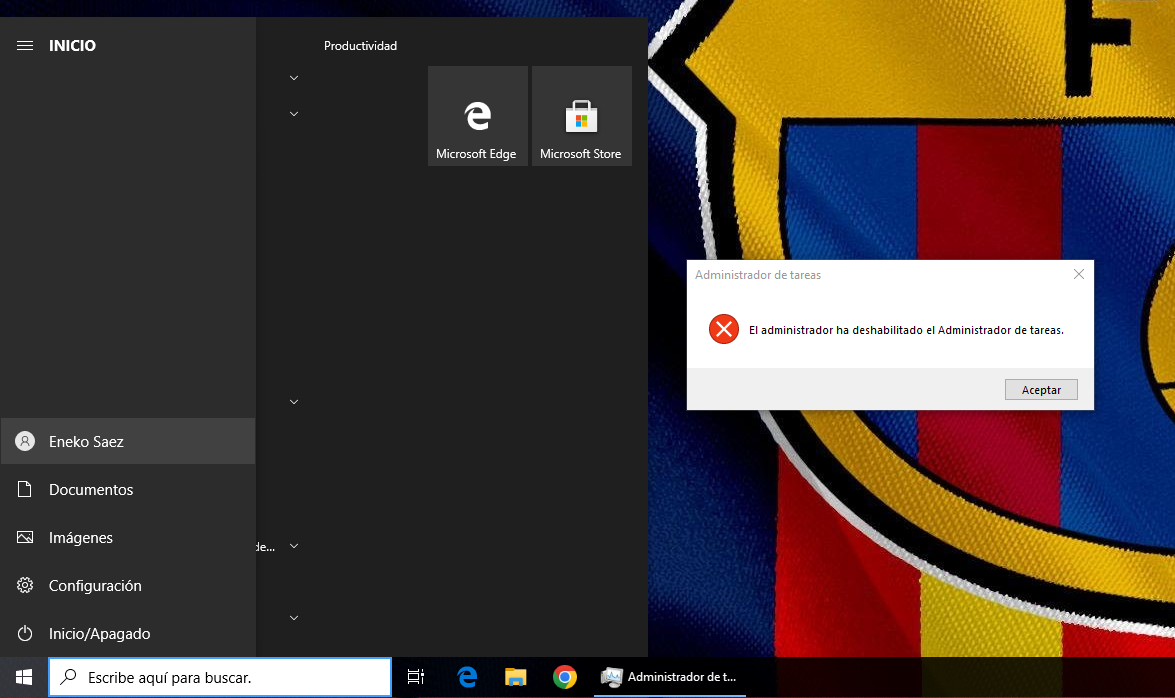 INICIO
Productividad
Microsoft Edge
Microsoft Store
Administrador de tareas
El administrador ha deshabilitado el Administrador de tareas.
Aceptar
Eneko Saez
Documentos
Imágenes
de...
Configuración
Inicio/Apagado
Escribe aquí para buscar.
Administrador de t...